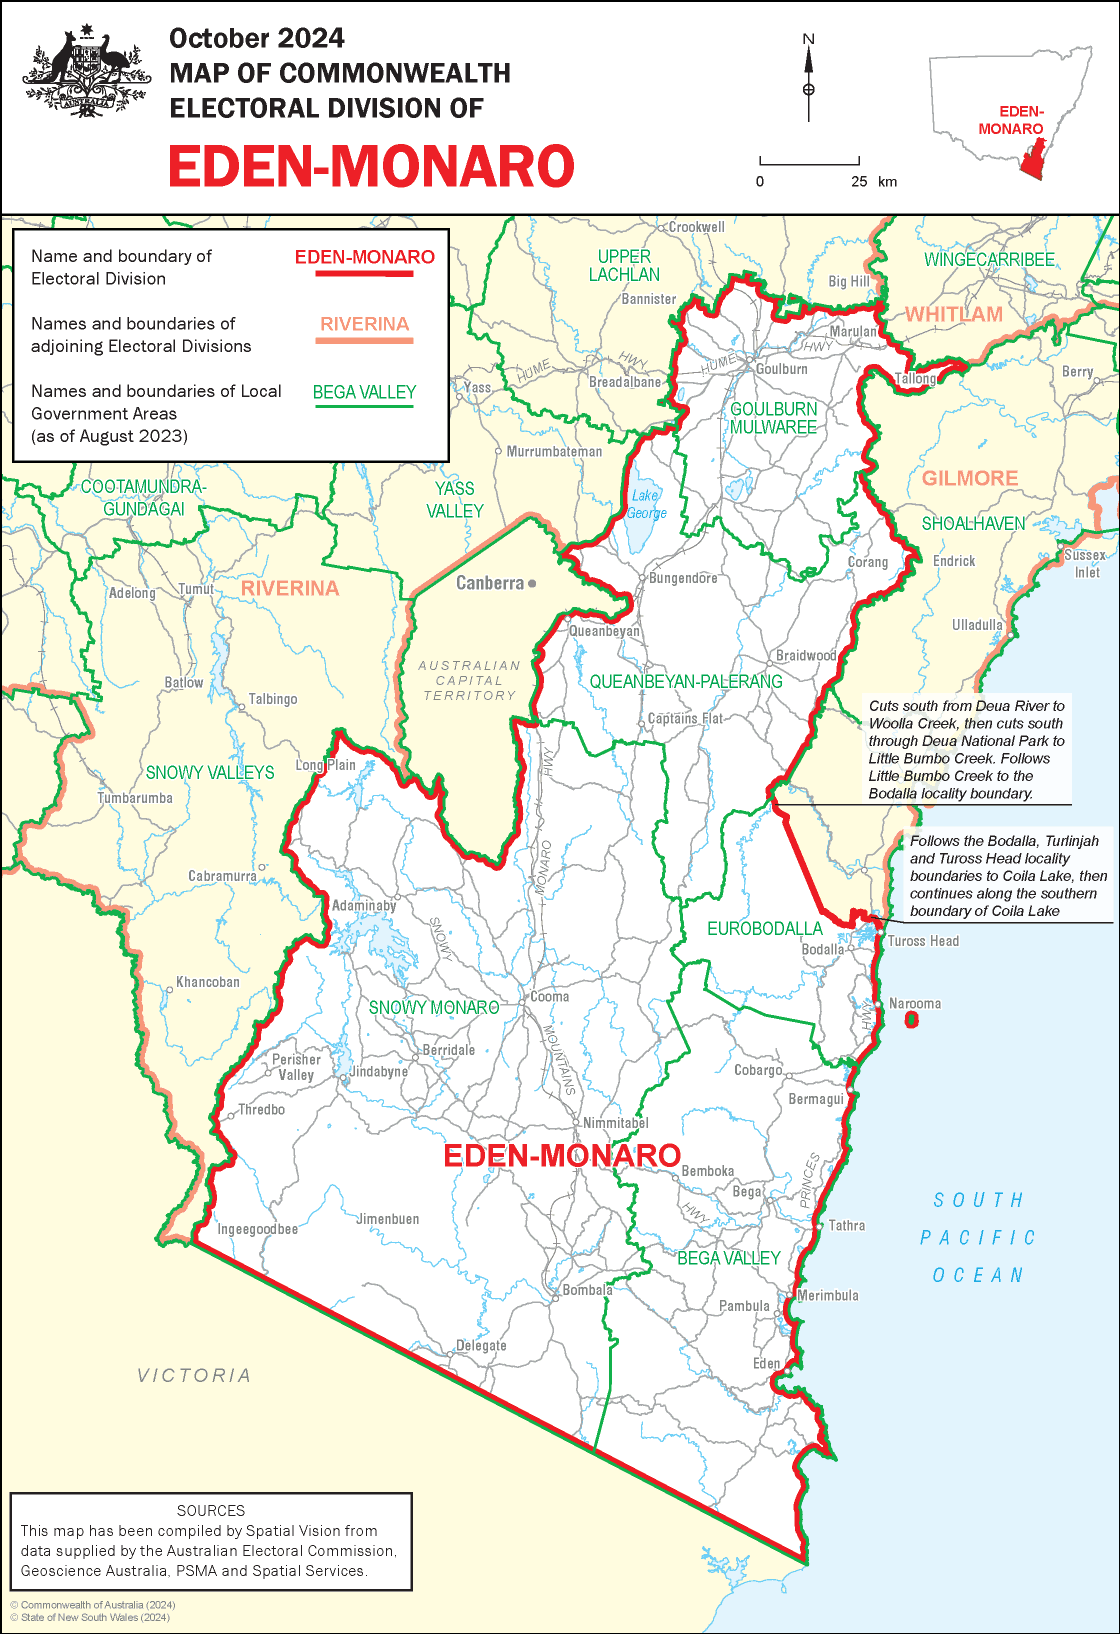 October 2024
MAP OF COMMONWEALTH
ELECTORAL DIVISION OF
EDEN-MONARO
AUSTRALIA
N
0 25 km
EDEN-
MONARO
Name and boundary of
Electoral Division
EDEN-MONARO
Names and boundaries of
adjoining Electoral Divisions
RIVERINA
Names and boundaries of Local
Government Areas
(as of August 2023)
BEGA VALLEY
Crookwell
UPPER
LACHLAN
WINGECARRIBEE
Big Hill
Bannister
WHITLAM
Marulan
HWY
HUME
HUME
HWY
Goulburn
Breadalbane
Yass
Tallong
Berry
GOULBURN
MULWAREE
Murrumbateman
GILMORE
COOTAMUNDRA-
GUNDAGAI
YASS
VALLEY
Lake
George
SHOALHAVEN
Corang
Endrick
Sussex
Inlet
Canberra
Bungendore
Adelong
Tumut
RIVERINA
Ulladulla
Queanbeyan
Braidwood
AUSTRALIAN
CAPITAL
TERRITORY
QUEANBEYAN-PALERANG
Batlow
Talbingo
Captains Flat
Cuts south from Deua River to
Woolla Creek, then cuts south
through Deua National Park to
Little Bumbo Creek. Follows
Little Bumbo Creek to the
Bodalla locality boundary.
HWY
Long Plain
SNOWY VALLEYS
Tumbarumba
Follows the Bodalla, Turlinjah
and Tuross Head locality
boundaries to Coila Lake, then
continues along the southern
boundary of Coila Lake
MONARO
Cabramurra
Adaminaby
SNOWY
EUROBODALLA
Bodalla
Tuross Head
Khancoban
Cooma
SNOWY MONARO
Narooma
HWY
Berridale
MOUNTAINS
Perisher
Valley
Jindabyne
Cobargo
Bermagui
Thredbo
Nimmitabel
EDEN-MONARO
Bemboka
Bega
PRINCES
HWY
SOUTH
PACIFIC
OCEAN
Ingeegoodbee
Jimenbuen
Tathra
BEGA VALLEY
Bombala
Merimbula
Pambula
Delegate
Eden
VICTORIA
SOURCES
This map has been compiled by Spatial Vision from
data supplied by the Australian Electoral Commission,
Geoscience Australia, PSMA and Spatial Services.
© Commonwealth of Australia (2024)
© State of New South Wales (2024)